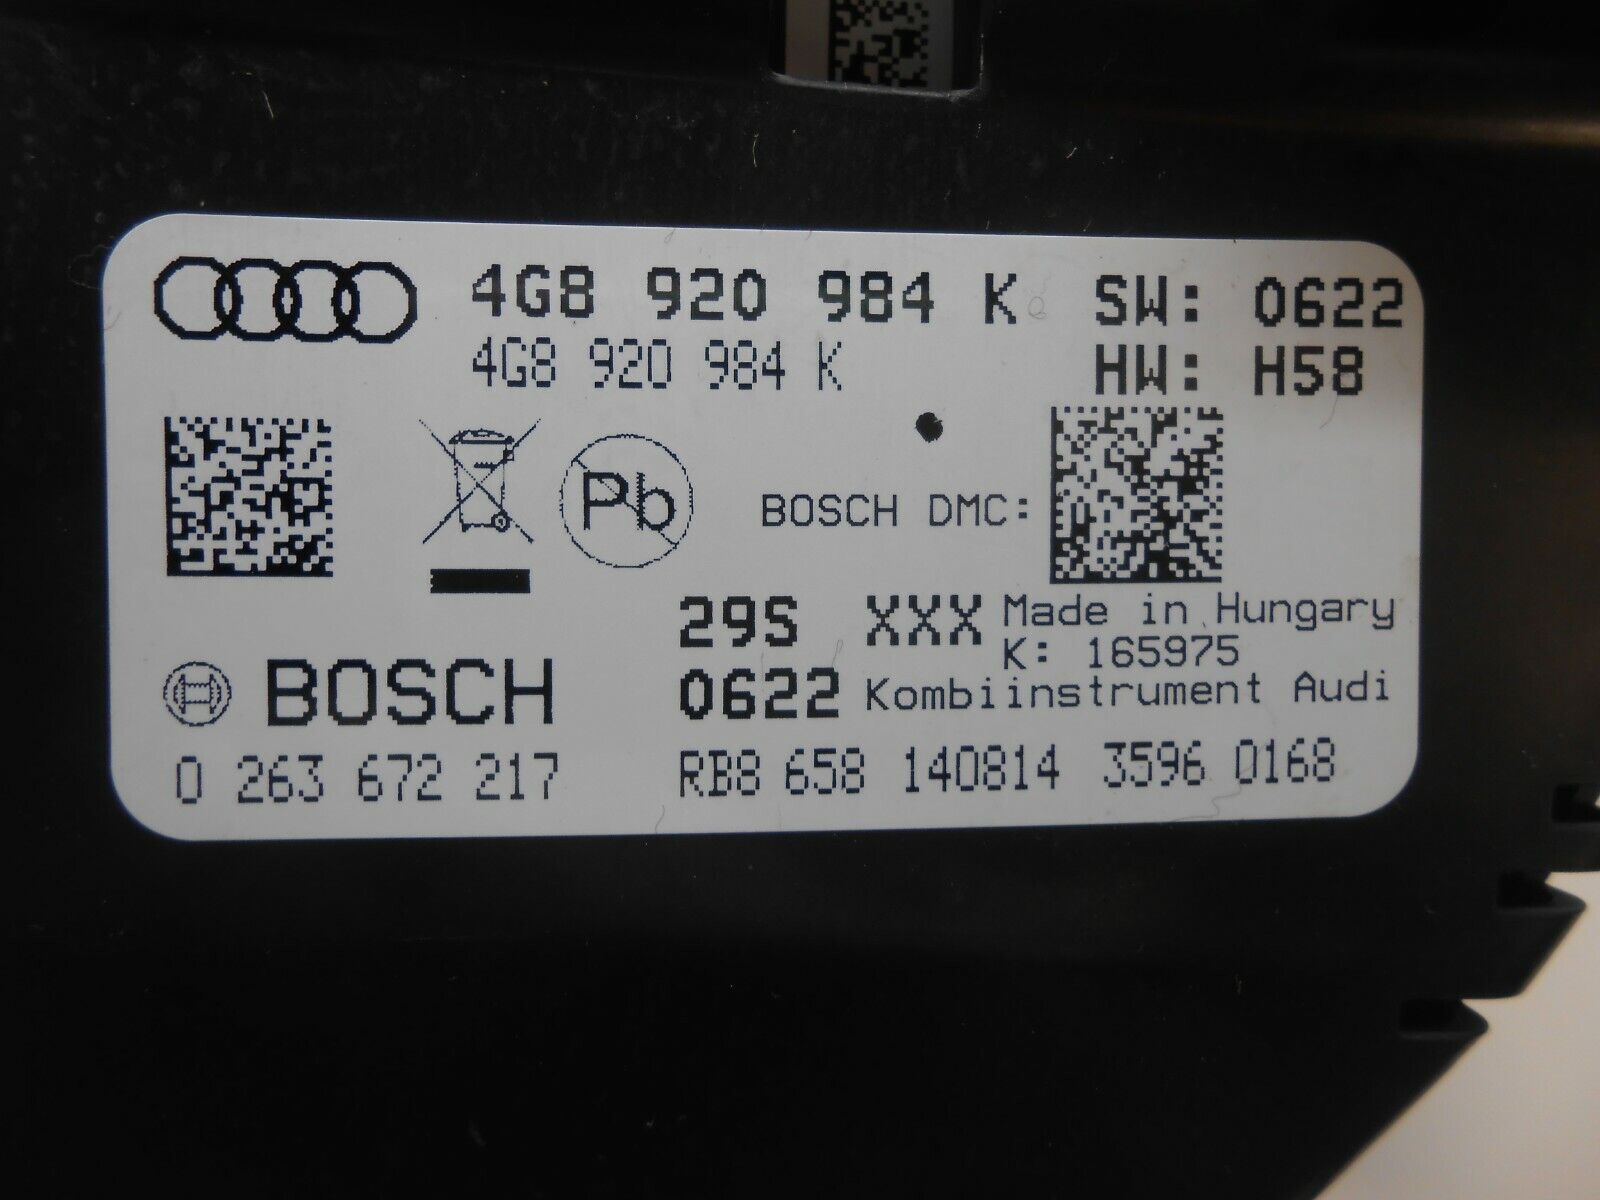 4G8 920 984 K SW: 0622
4G8 920 984 K HW: H58
Pb
BOSCH DMC:
29S XXX Made in Hungary
K: 165975
BOSCH 0622 Kombiinstrument Audi
0 263 672 217 RB8 658 140814 3596 0168